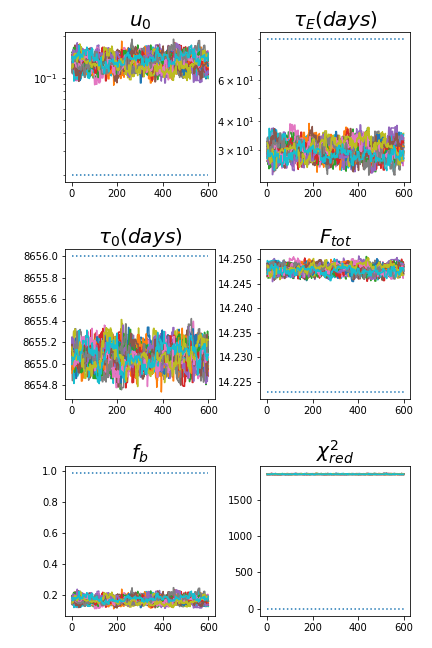 u₀
τ_E(days)
10⁻¹
6 × 10¹
4 × 10¹
3 × 10¹
0 200 400 600
0 200 400 600
τ₀(days)
F_tot
8656.0
8655.8
8655.6
8655.4
8655.2
8655.0
8654.8
14.250
14.245
14.240
14.235
14.230
14.225
0 200 400 600
0 200 400 600
f_b
χ²_red
1.0
0.8
0.6
0.4
0.2
1500
1000
500
0
0 200 400 600
0 200 400 600